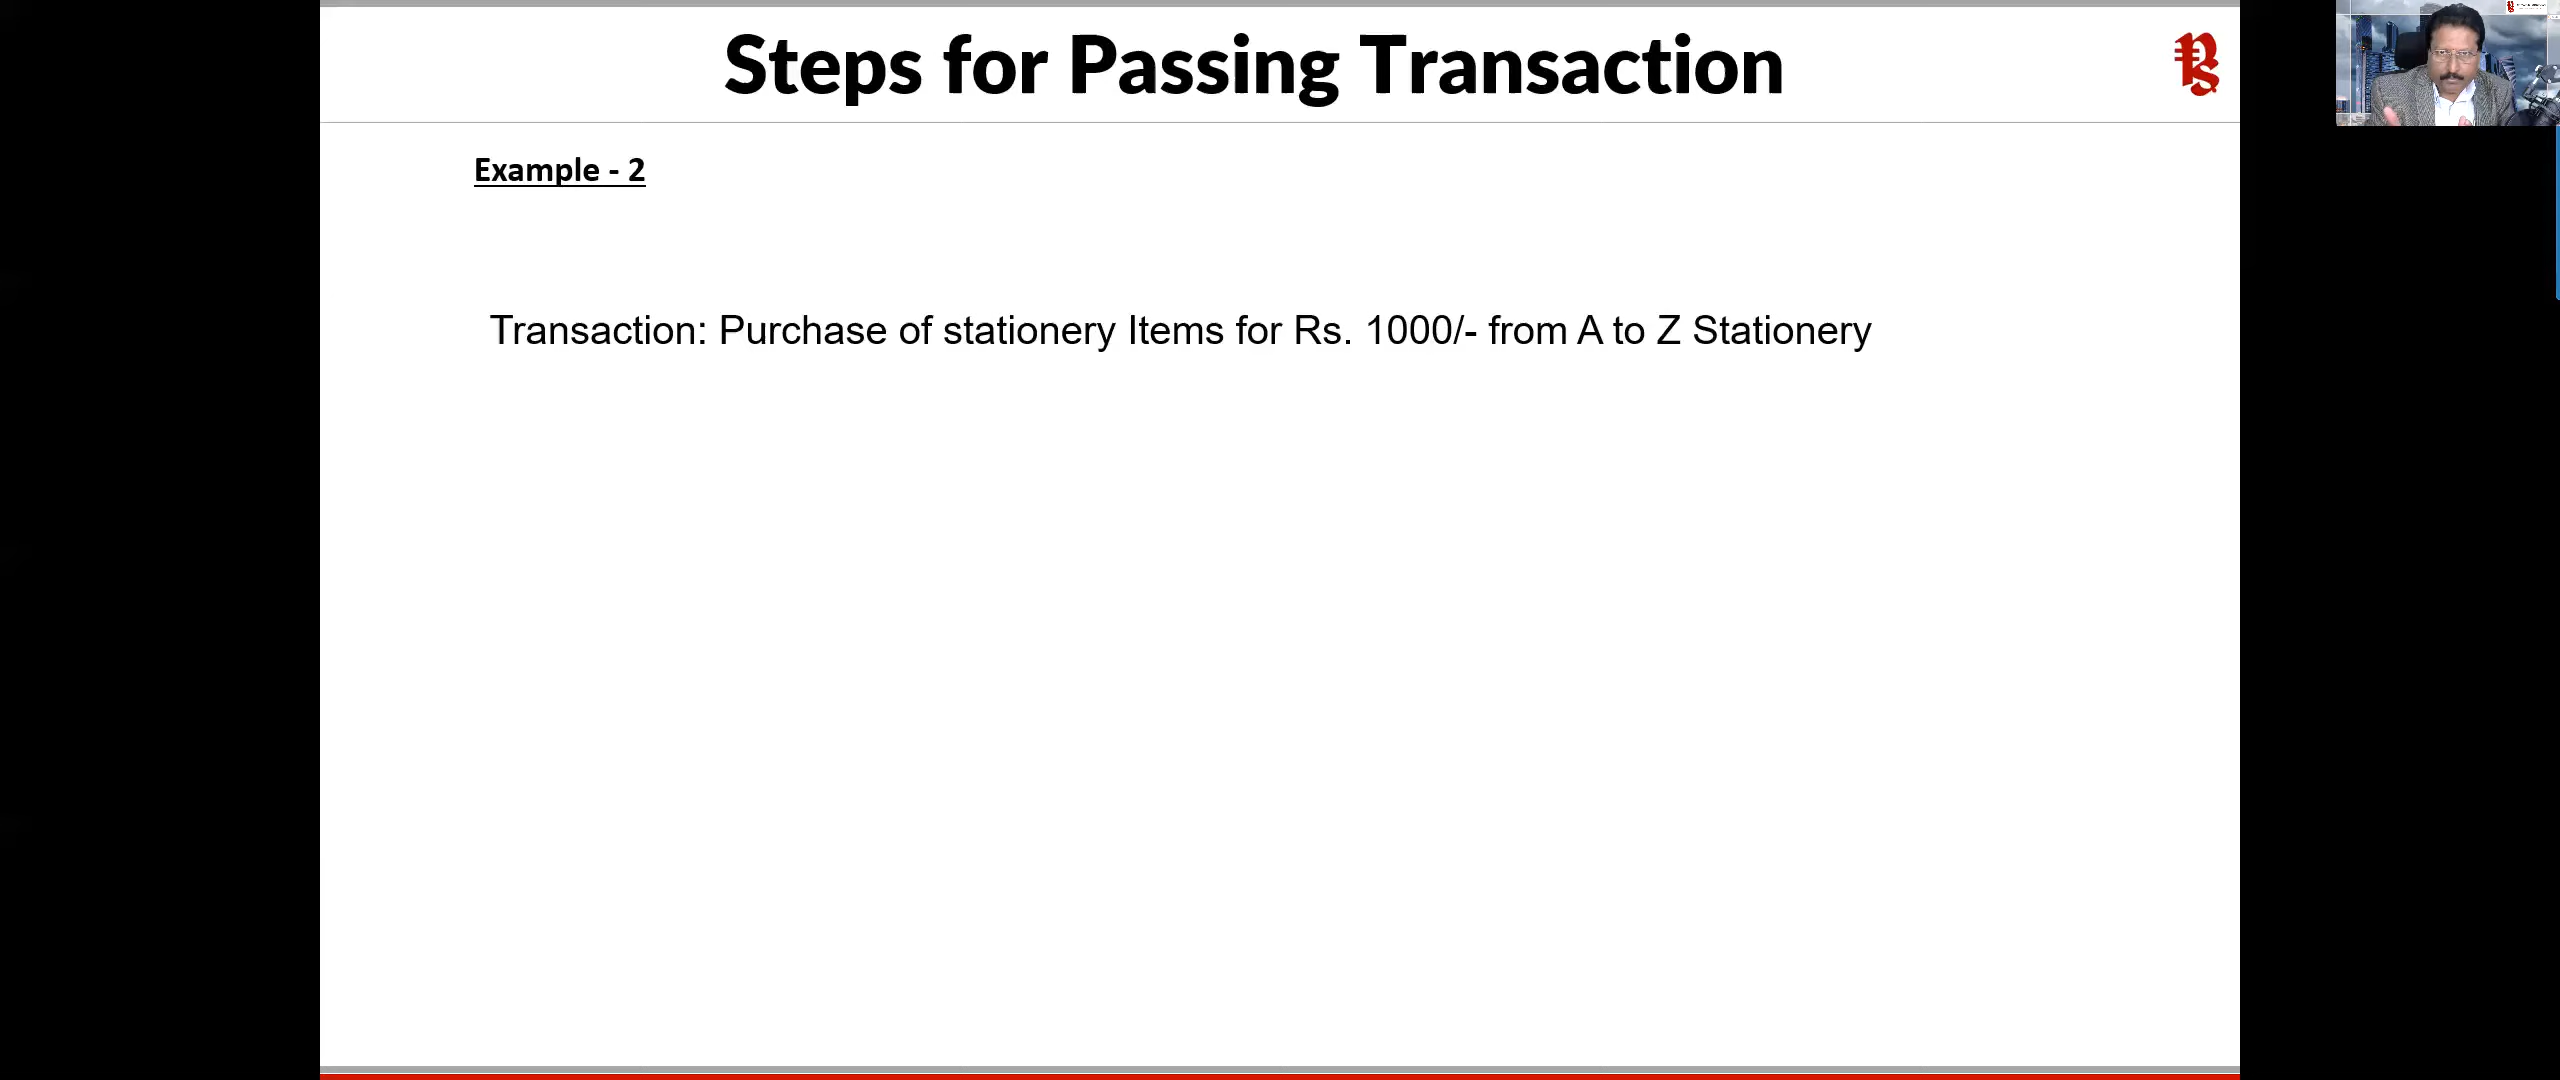 Steps for Passing Transaction
Example - 2
Transaction: Purchase of stationery Items for Rs. 1000/- from A to Z Stationery